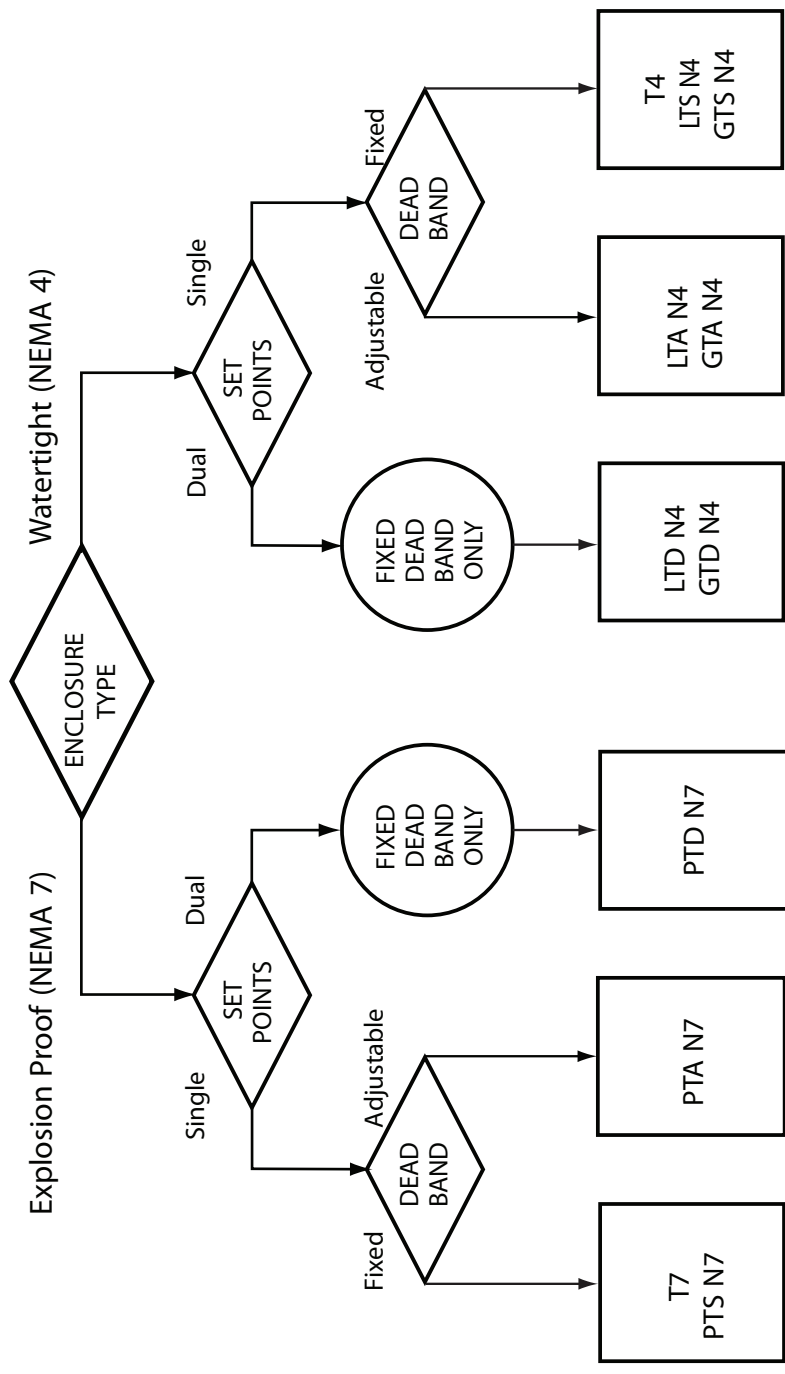 ENCLOSURE
TYPE
Explosion Proof (NEMA 7)
Watertight (NEMA 4)
SET
POINTS
Single
Dual
SET
POINTS
Dual
Single
DEAD
BAND
Fixed
Adjustable
FIXED
DEAD
BAND
ONLY
FIXED
DEAD
BAND
ONLY
DEAD
BAND
Adjustable
Fixed
T7
PTS N7
PTA N7
PTD N7
LTD N4
GTD N4
LTA N4
GTA N4
T4
LTS N4
GTS N4